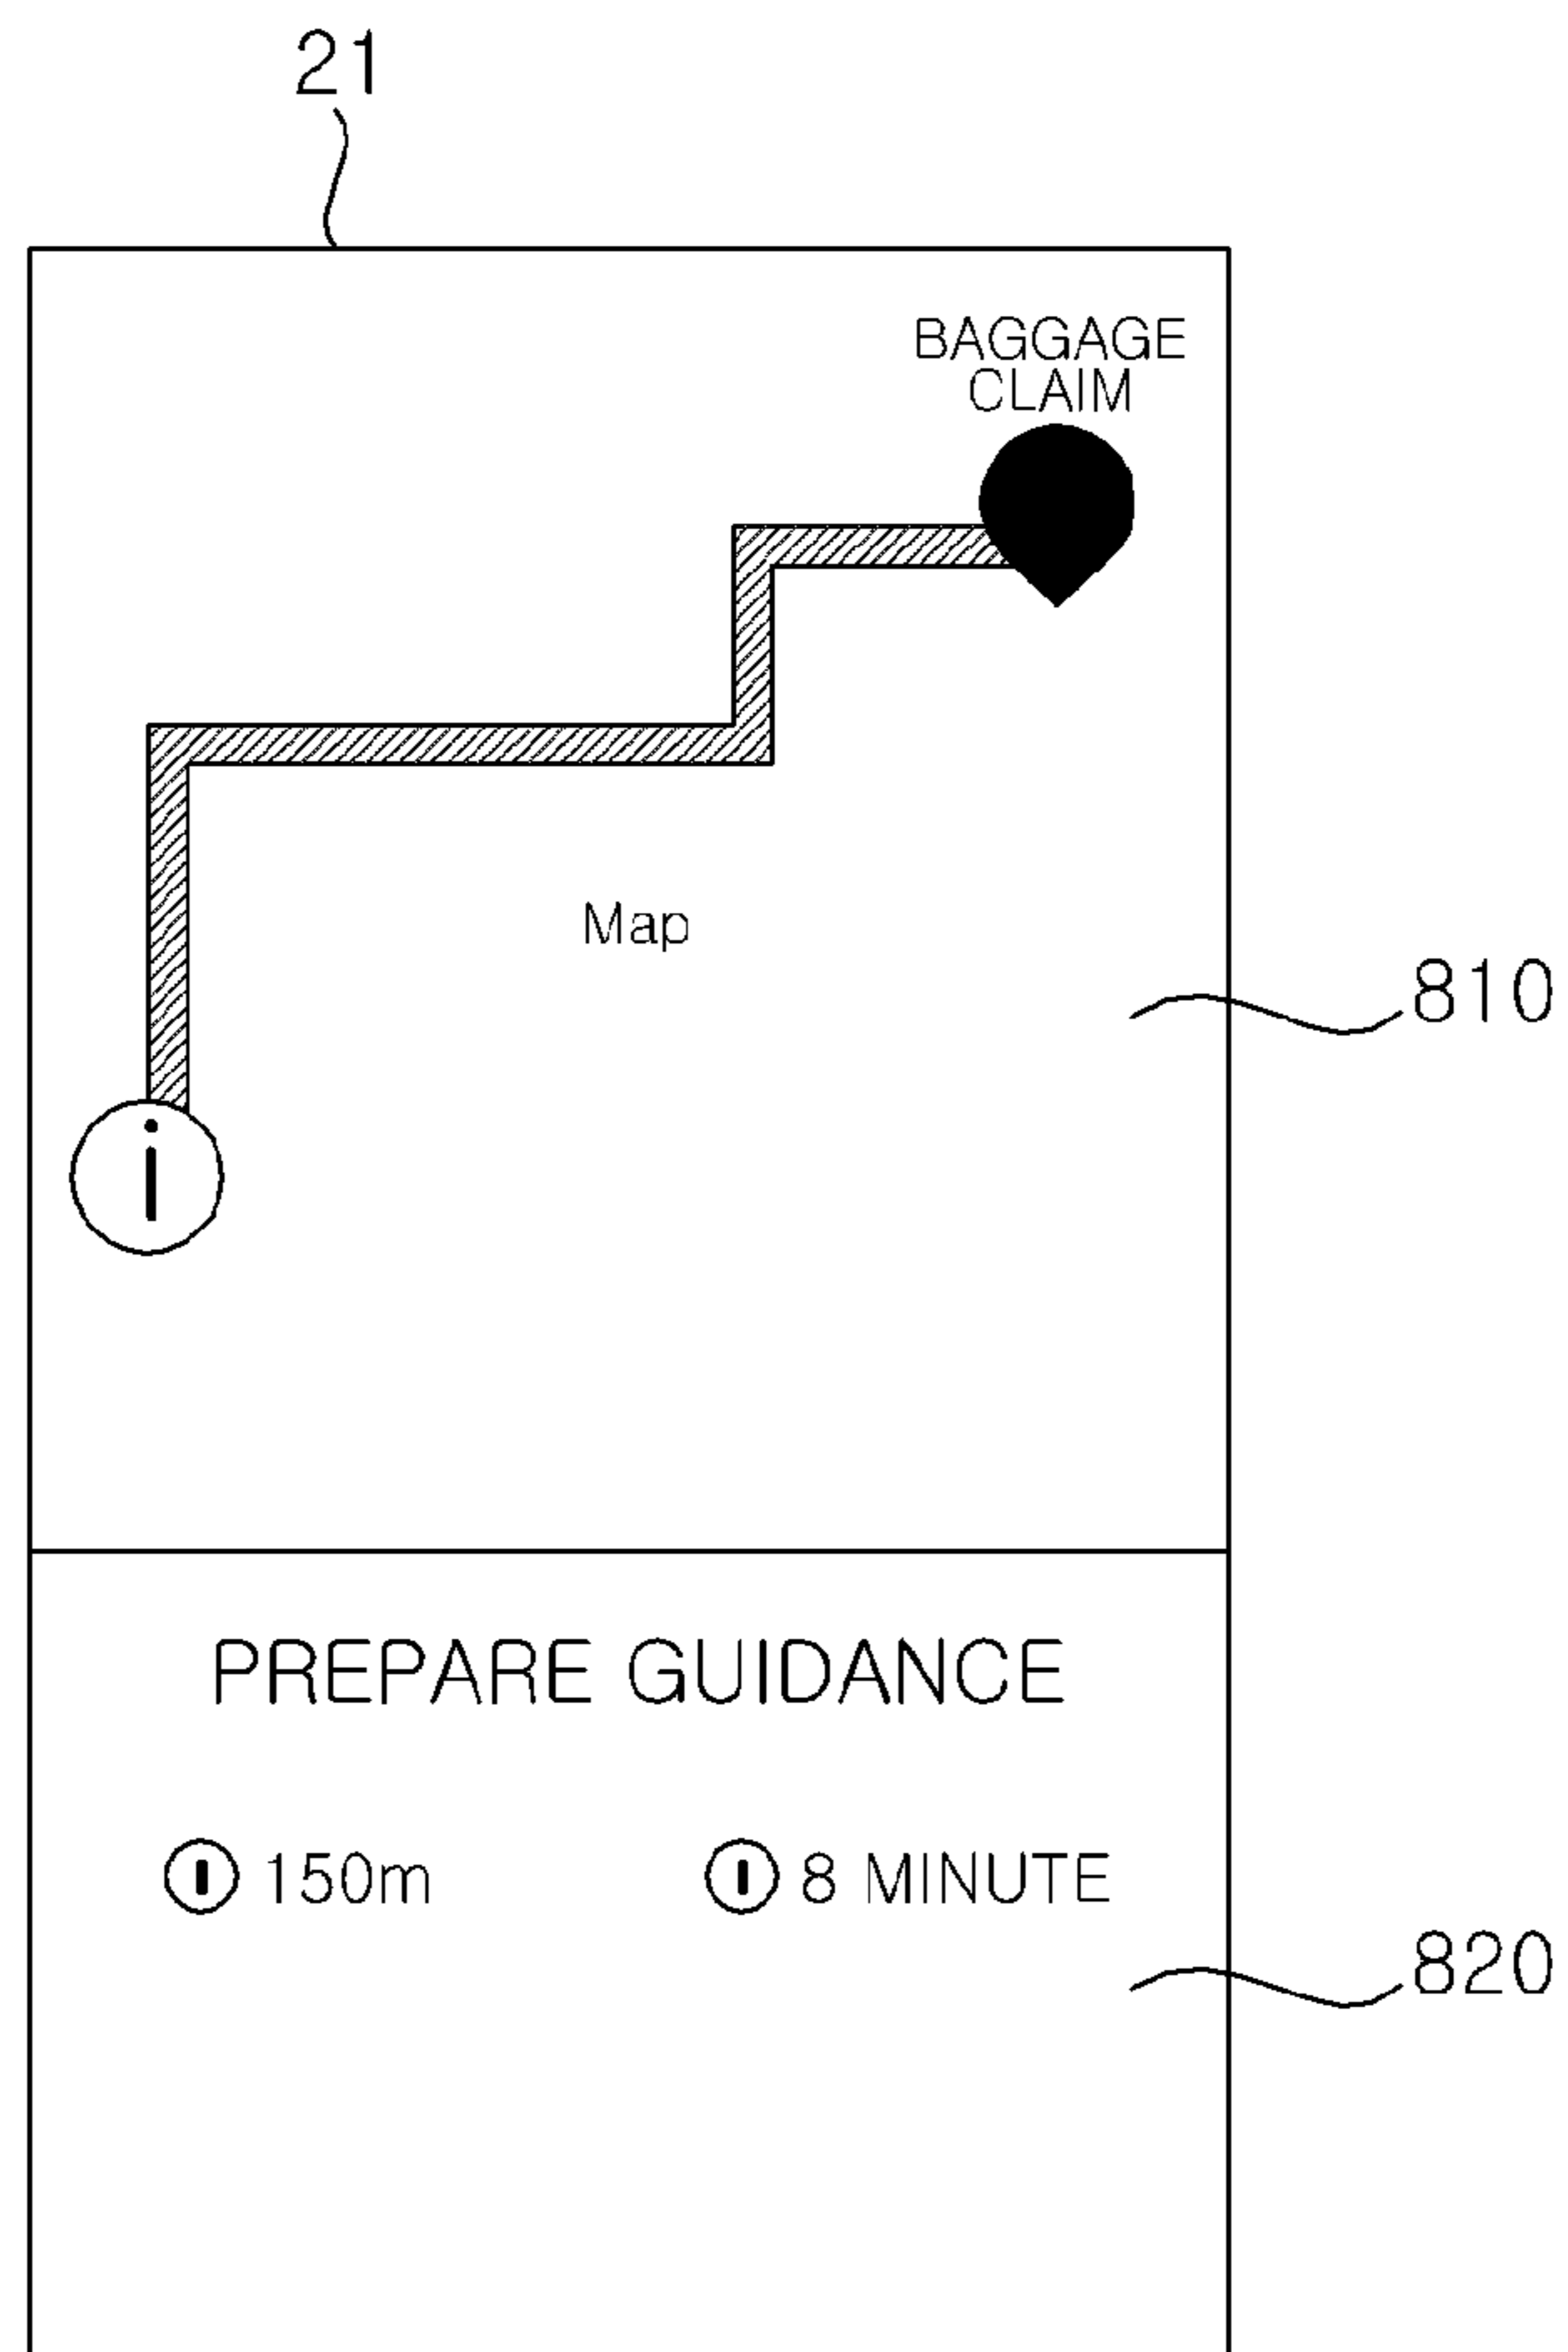 21
BAGGAGE
CLAIM
Map
810
i
PREPARE GUIDANCE
150m 8 MINUTE
820